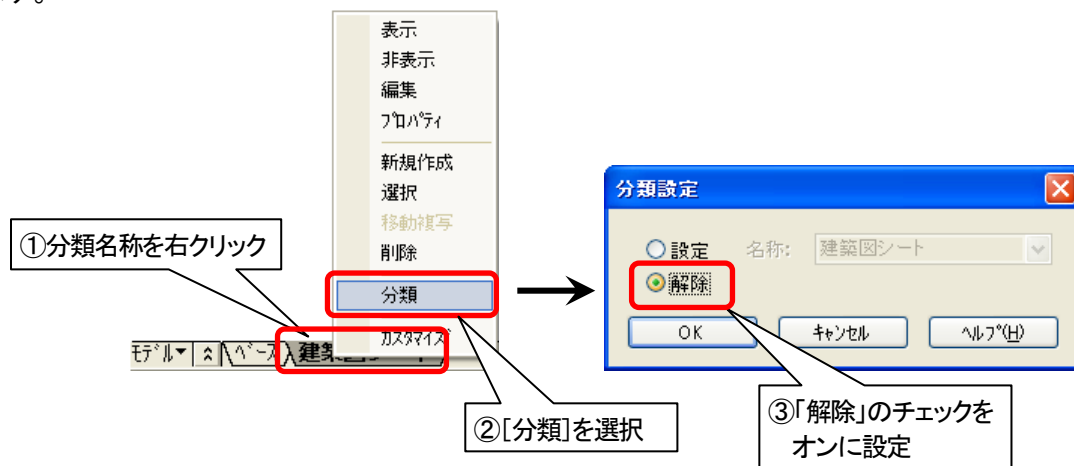 す。
表示
非表示
編集
ﾌﾟﾛﾊﾟﾃｨ
新規作成
選択
移動複写
削除
分類
ｶｽﾀﾏｲｽﾞ
①分類名称を右クリック
ﾓﾃﾞﾙ▼
ﾍﾞｰｽ
②[分類]を選択
分類設定
設定 名称: 建築図シート
解除
OK ｷｬﾝｾﾙ ﾍﾙﾌﾟ(H)
③「解除」のチェックを
オンに設定